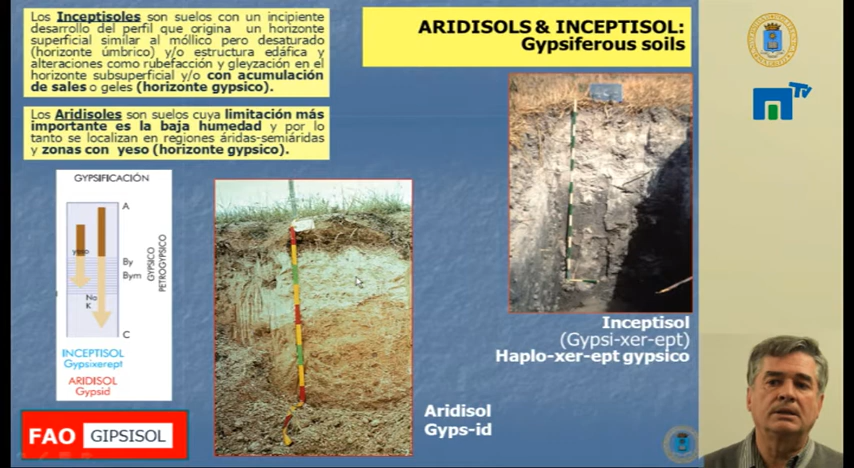 Los Inceptisoles son suelos con un incipiente
desarrollo del perfil que origina un horizonte
superficial similar al móllico pero desaturado
(horizonte úmbrico) y/o estructura edáfica y
alteraciones como rubefacción y gleyzación en el
horizonte subsuperficial y/o con acumulación
de sales o geles (horizonte gypsico).
Los Aridisoles son suelos cuya limitación más
importante es la baja humedad y por lo
tanto se localizan en regiones áridas-semiáridas
y zonas con yeso (horizonte gypsico).
ARIDISOLS & INCEPTISOL:
Gypsiferous soils
Tv
GYPSIFICACIÓN
A
yeso
By
Bym
No
K
C
GYPSICO
PETROGYPSICO
INCEPTISOL
Gypsixerept
ARIDISOL
Gypsid
FAO GIPSISOL
Aridisol
Gyps-id
Inceptisol
(Gypsi-xer-ept)
Haplo-xer-ept gypsico